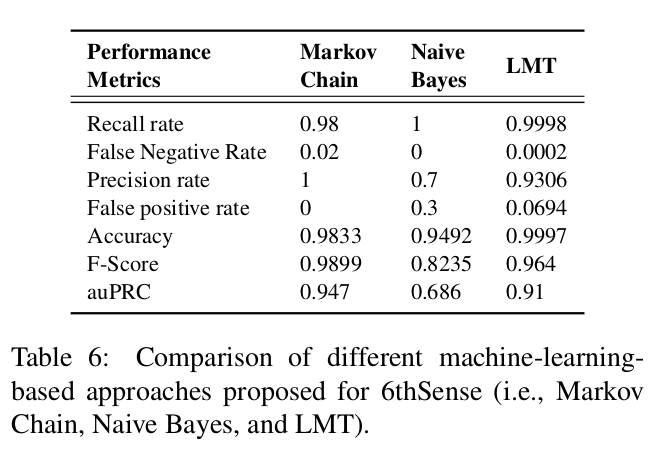 Performance Metrics Markov Chain Naive Bayes LMT
Recall rate 0.98 1 0.9998
False Negative Rate 0.02 0 0.0002
Precision rate 1 0.7 0.9306
False positive rate 0 0.3 0.0694
Accuracy 0.9833 0.9492 0.9997
F-Score 0.9899 0.8235 0.964
auPRC 0.947 0.686 0.91
Table 6: Comparison of different machine-learning-
based approaches proposed for 6thSense (i.e., Markov
Chain, Naive Bayes, and LMT).